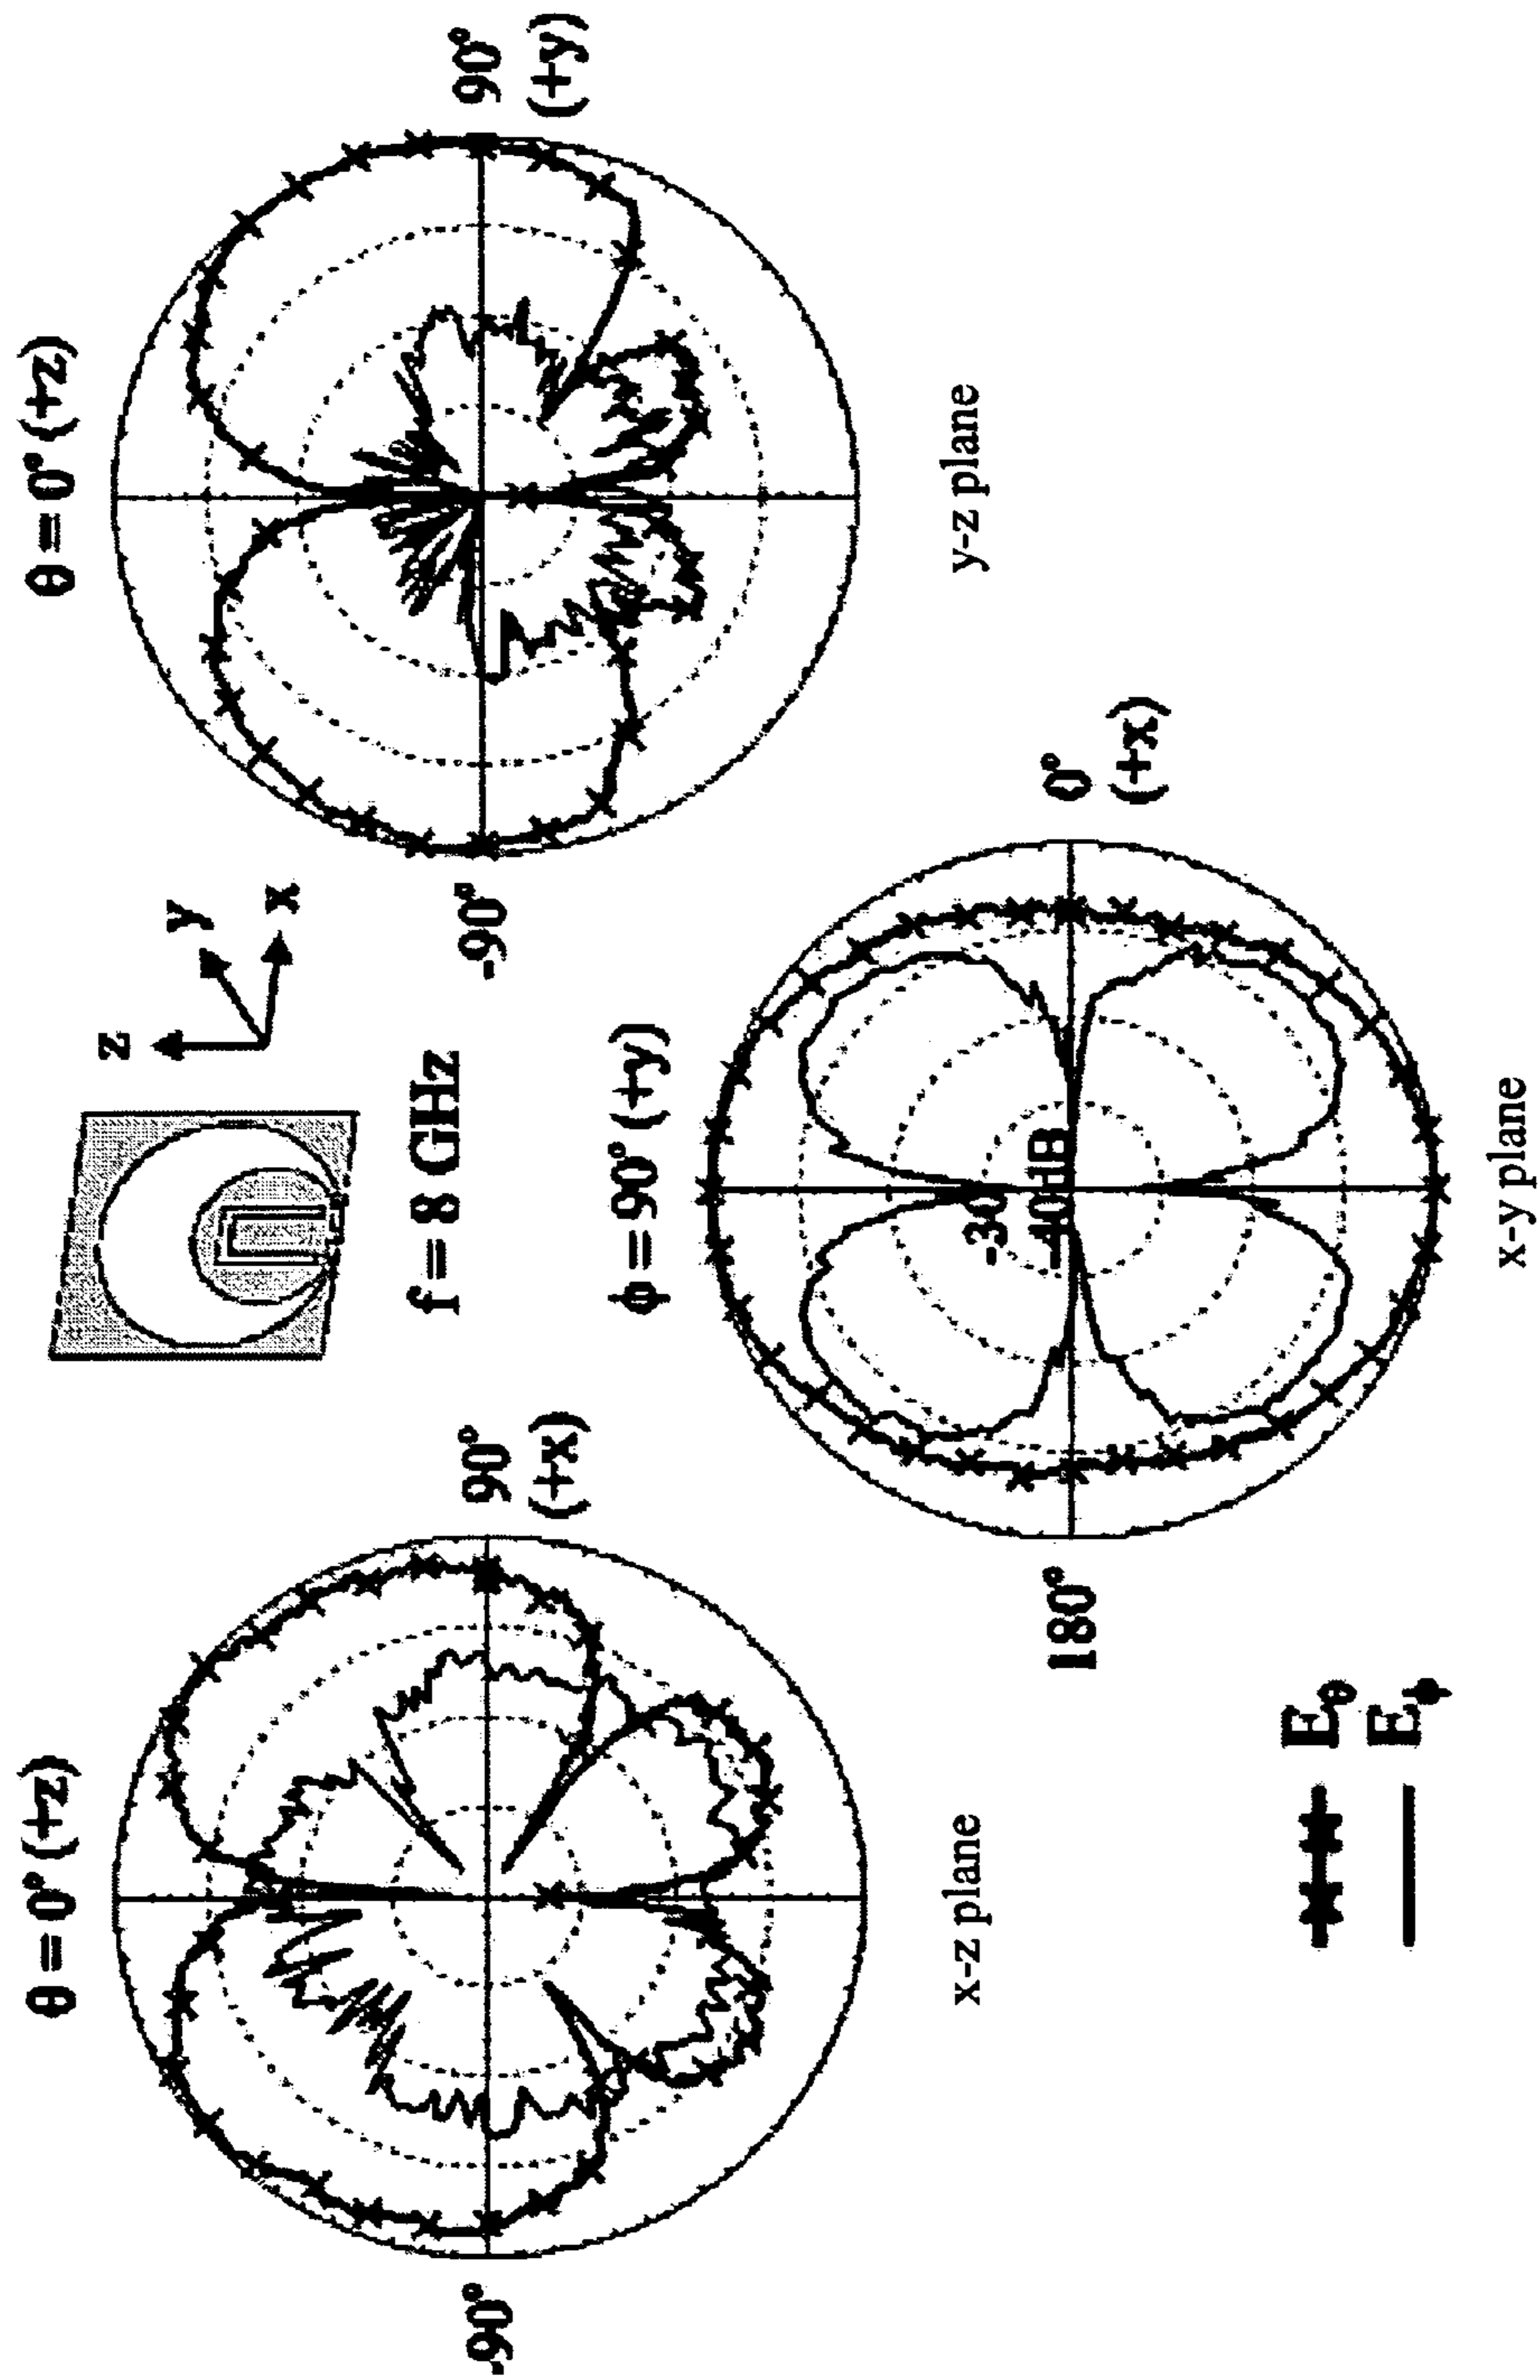 θ = 0° (+z)
-90°
90°
(+x)
x-z plane
z
y
x
f = 8 GHz
θ = 0° (+z)
-90°
90°
(+y)
y-z plane
ϕ = 90° (+y)
180°
0°
(+x)
-30
-40dB
x-y plane
Eθ
Eϕ